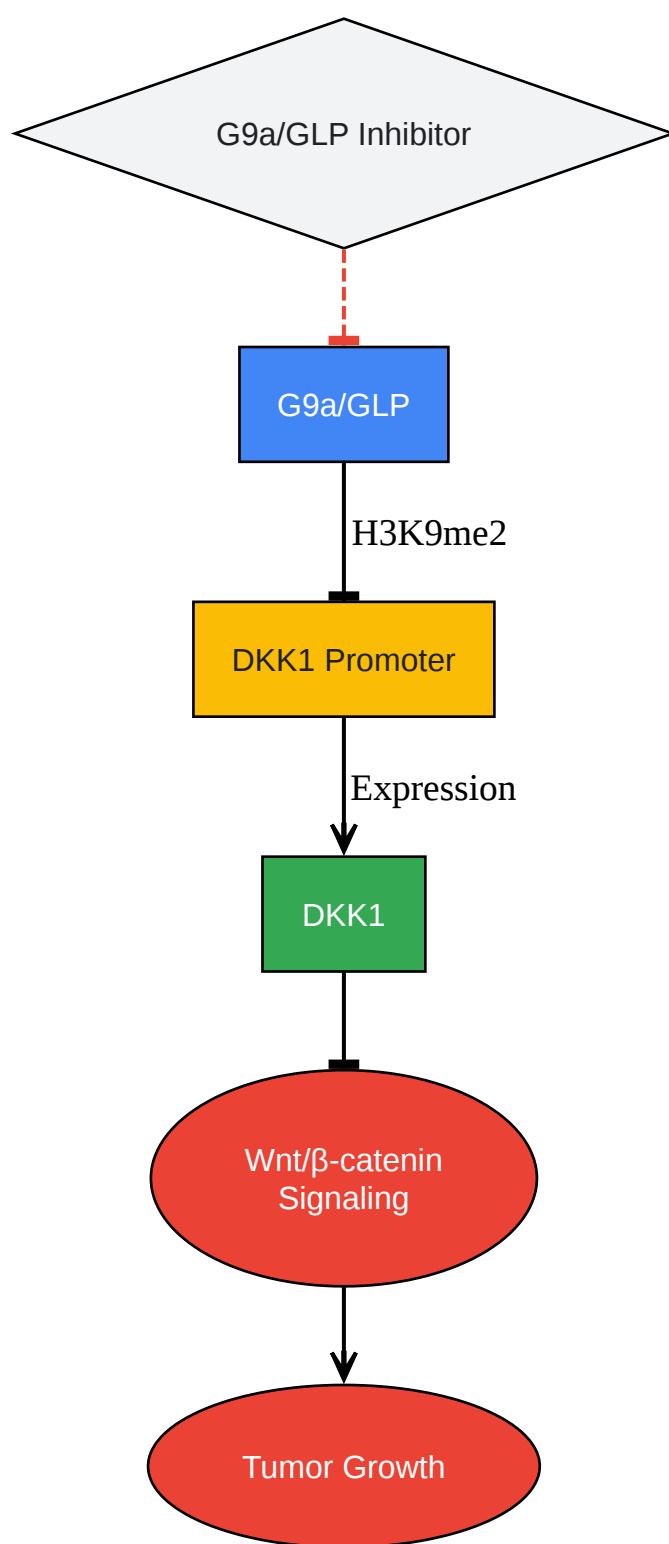 G9a/GLP Inhibitor
G9a/GLP
H3K9me2
DKK1 Promoter
Expression
DKK1
Wnt/β-catenin
Signaling
Tumor Growth